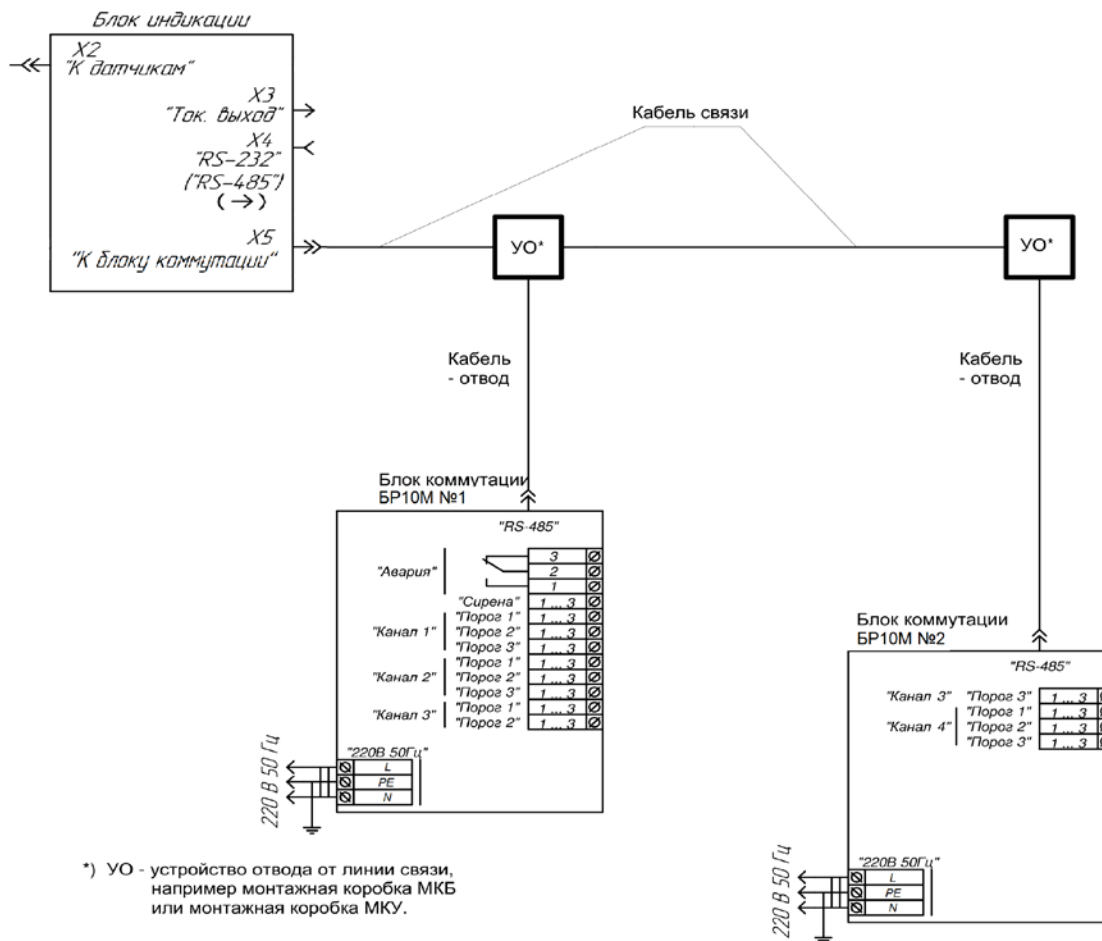 Блок индикации
X2
"К датчикам"
X3
"Ток. выход"
X4
"RS-232"
("RS-485")
(→)
X5
"К блоку коммутации"
Кабель связи
УО*
УО*
Кабель
- отвод
Кабель
- отвод
Блок коммутации
БР10М №1
"RS-485"
"Авария"
3
2
1
"Сирена" 1 ... 3
"Канал 1"
"Порог 1" 1 ... 3
"Порог 2" 1 ... 3
"Порог 3" 1 ... 3
"Канал 2"
"Порог 1" 1 ... 3
"Порог 2" 1 ... 3
"Порог 3" 1 ... 3
"Канал 3"
"Порог 1" 1 ... 3
"Порог 2" 1 ... 3
"220В 50Гц"
L
PE
N
220 В 50 Гц
Блок коммутации
БР10М №2
"RS-485"
"Канал 3" "Порог 3" 1 ... 3
"Канал 4"
"Порог 1" 1 ... 3
"Порог 2" 1 ... 3
"Порог 3" 1 ... 3
"220В 50Гц"
L
PE
N
220 В 50 Гц
*) УО - устройство отвода от линии связи,
например монтажная коробка МКБ
или монтажная коробка МКУ.